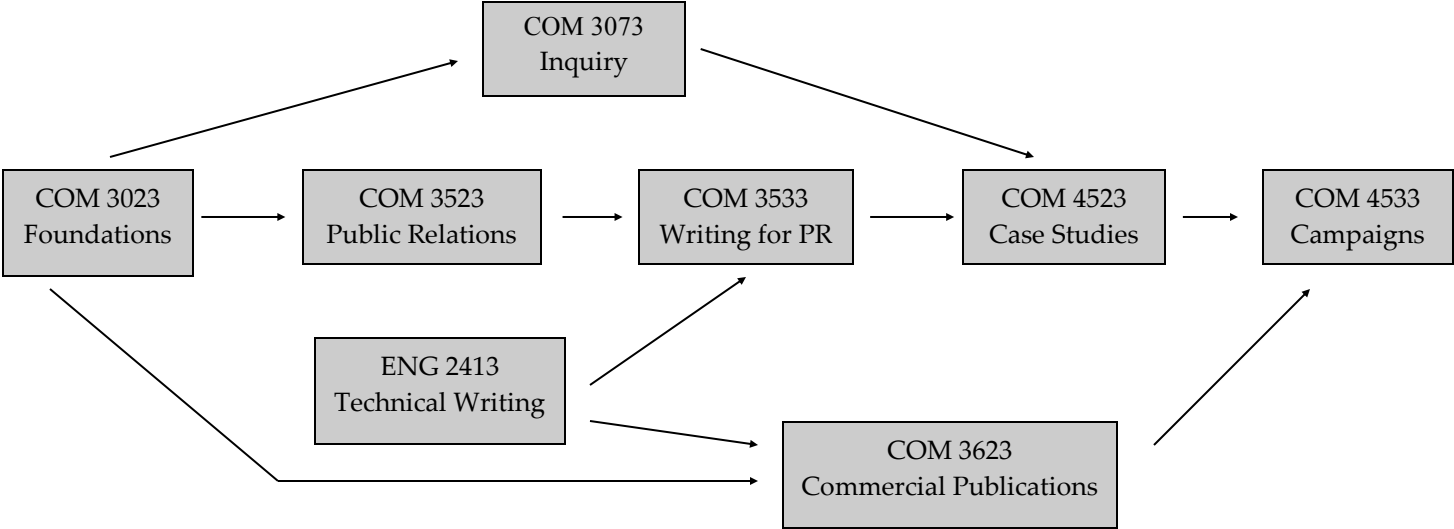 COM 3073
Inquiry
COM 3023
Foundations
COM 3523
Public Relations
COM 3533
Writing for PR
COM 4523
Case Studies
COM 4533
Campaigns
ENG 2413
Technical Writing
COM 3623
Commercial Publications